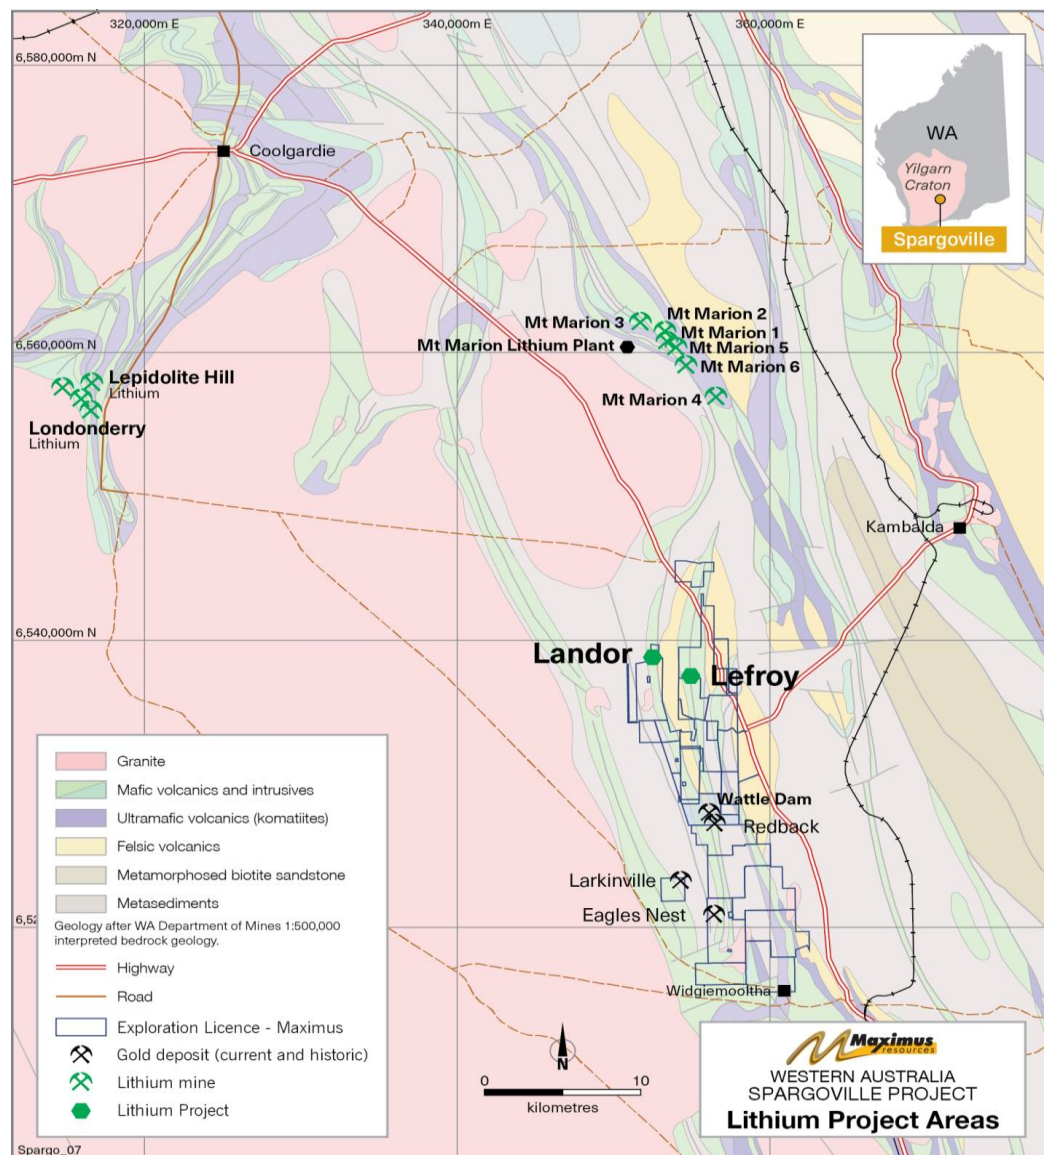 320,000m E
340,000m E
360,000m E
6,580,000m N
Coolgardie
WA
Yilgarn
Craton
Spargoville
Mt Marion 2
Mt Marion 3
Mt Marion 1
Mt Marion Lithium Plant
Mt Marion 5
6,560,000m N
Mt Marion 6
Mt Marion 4
Lepidolite Hill
Lithium
Londonderry
Lithium
Kambalda
6,540,000m N
Landor
Lefroy
Wattle Dam
Redback
Larkinville
Eagles Nest
6,52
Widgiemooltha
Granite
Mafic volcanics and intrusives
Ultramafic volcanics (komatiites)
Felsic volcanics
Metamorphosed biotite sandstone
Metasediments
Geology after WA Department of Mines 1:500,000
interpreted bedrock geology.
Highway
Road
Exploration Licence - Maximus
Gold deposit (current and historic)
Lithium mine
Lithium Project
N
0 10
kilometres
Maximus
resources
WESTERN AUSTRALIA
SPARGOVILLE PROJECT
Lithium Project Areas
Spargo_07